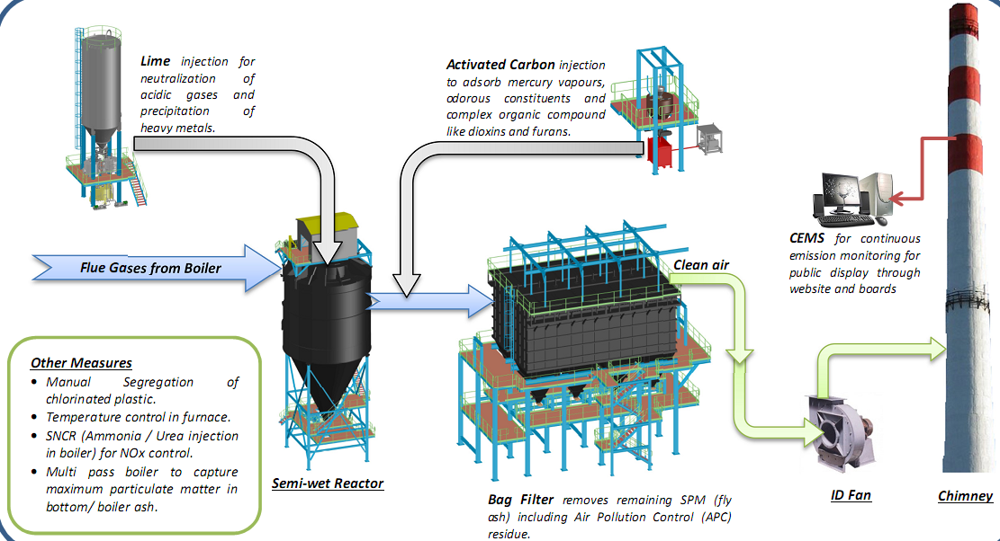 Lime injection for
neutralization of
acidic gases and
precipitation of
heavy metals.
Activated Carbon injection
to adsorb mercury vapours,
odorous constituents and
complex organic compound
like dioxins and furans.
CEMS for continuous
emission monitoring for
public display through
website and boards
Flue Gases from Boiler
Clean air
Other Measures
• Manual Segregation of
chlorinated plastic.
• Temperature control in furnace.
• SNCR (Ammonia / Urea injection
in boiler) for NOx control.
• Multi pass boiler to capture
maximum particulate matter in
bottom/ boiler ash.
Semi-wet Reactor
Bag Filter removes remaining SPM (fly
ash) including Air Pollution Control (APC)
residue.
ID Fan
Chimney